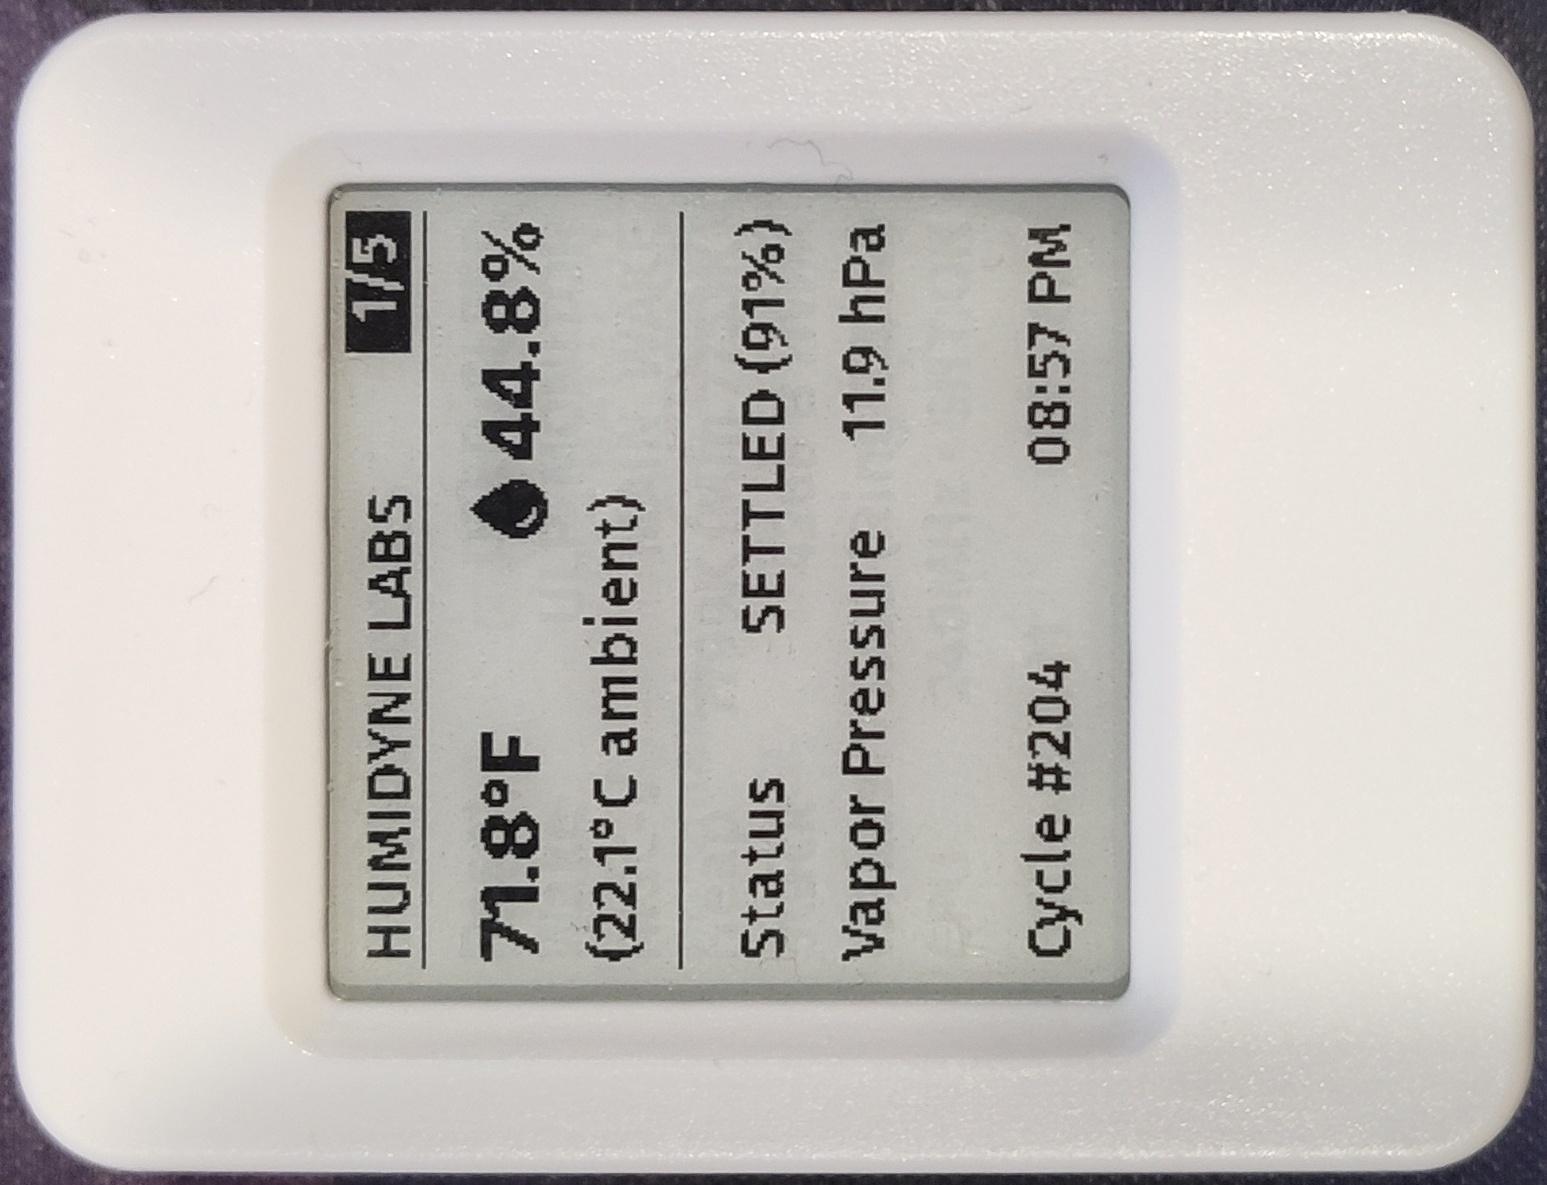 HUMIDYNE LABS 1/5
71.8°F 44.8%
(22.1°C ambient)
Status SETTLED (91%)
Vapor Pressure 11.9 hPa
Cycle #204 08:57 PM